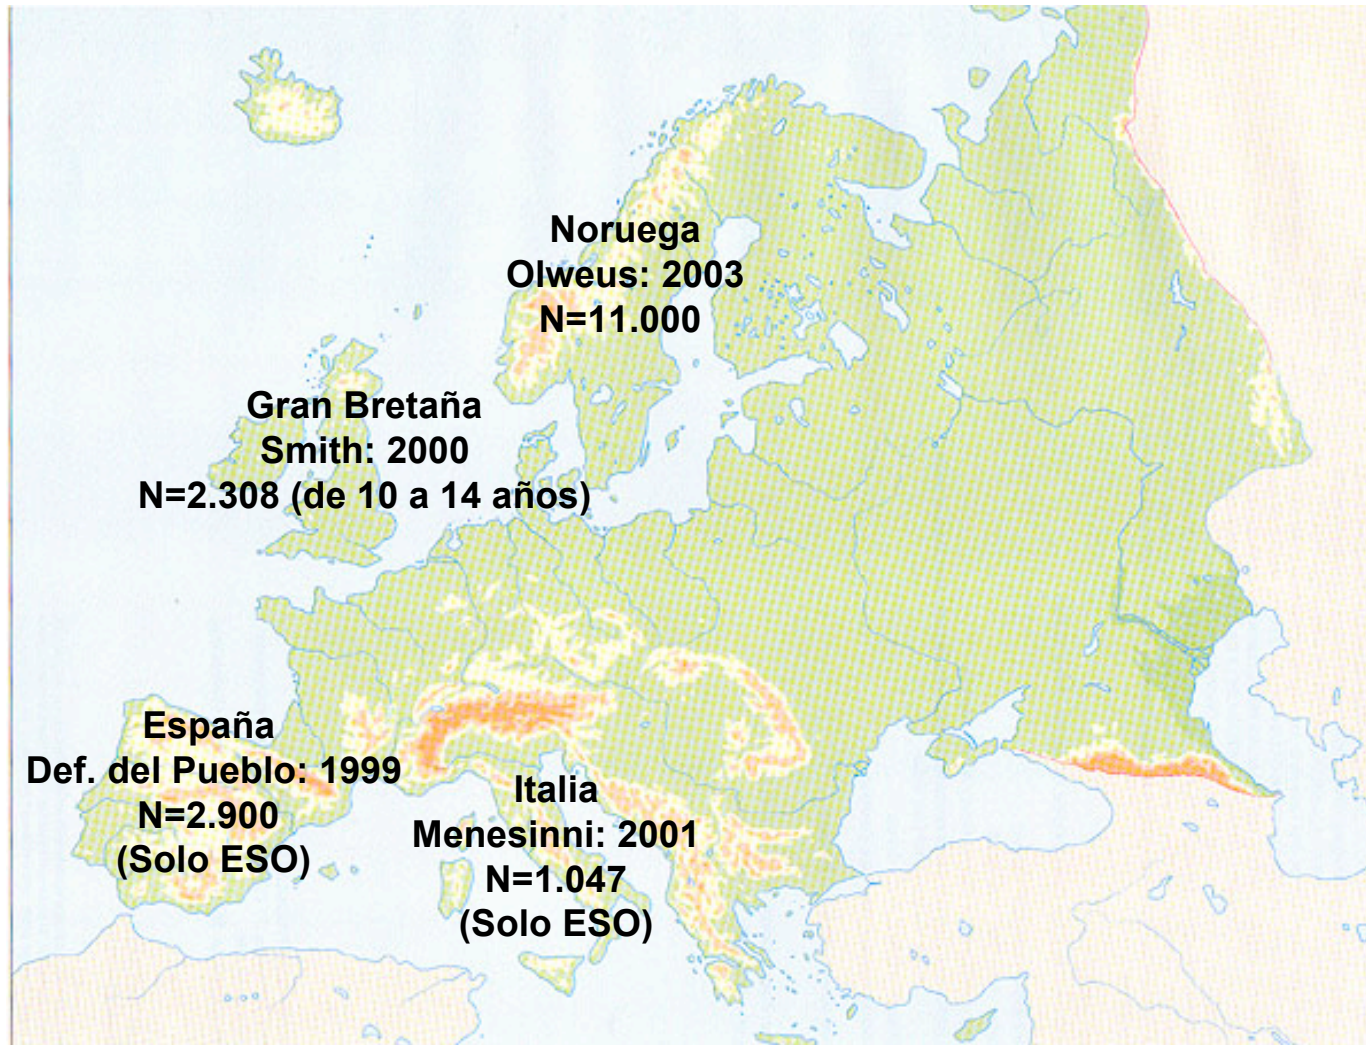 Noruega
Olweus: 2003
N=11.000
Gran Bretaña
Smith: 2000
N=2.308 (de 10 a 14 años)
España
Def. del Pueblo: 1999
N=2.900
(Solo ESO)
Italia
Menesinni: 2001
N=1.047
(Solo ESO)